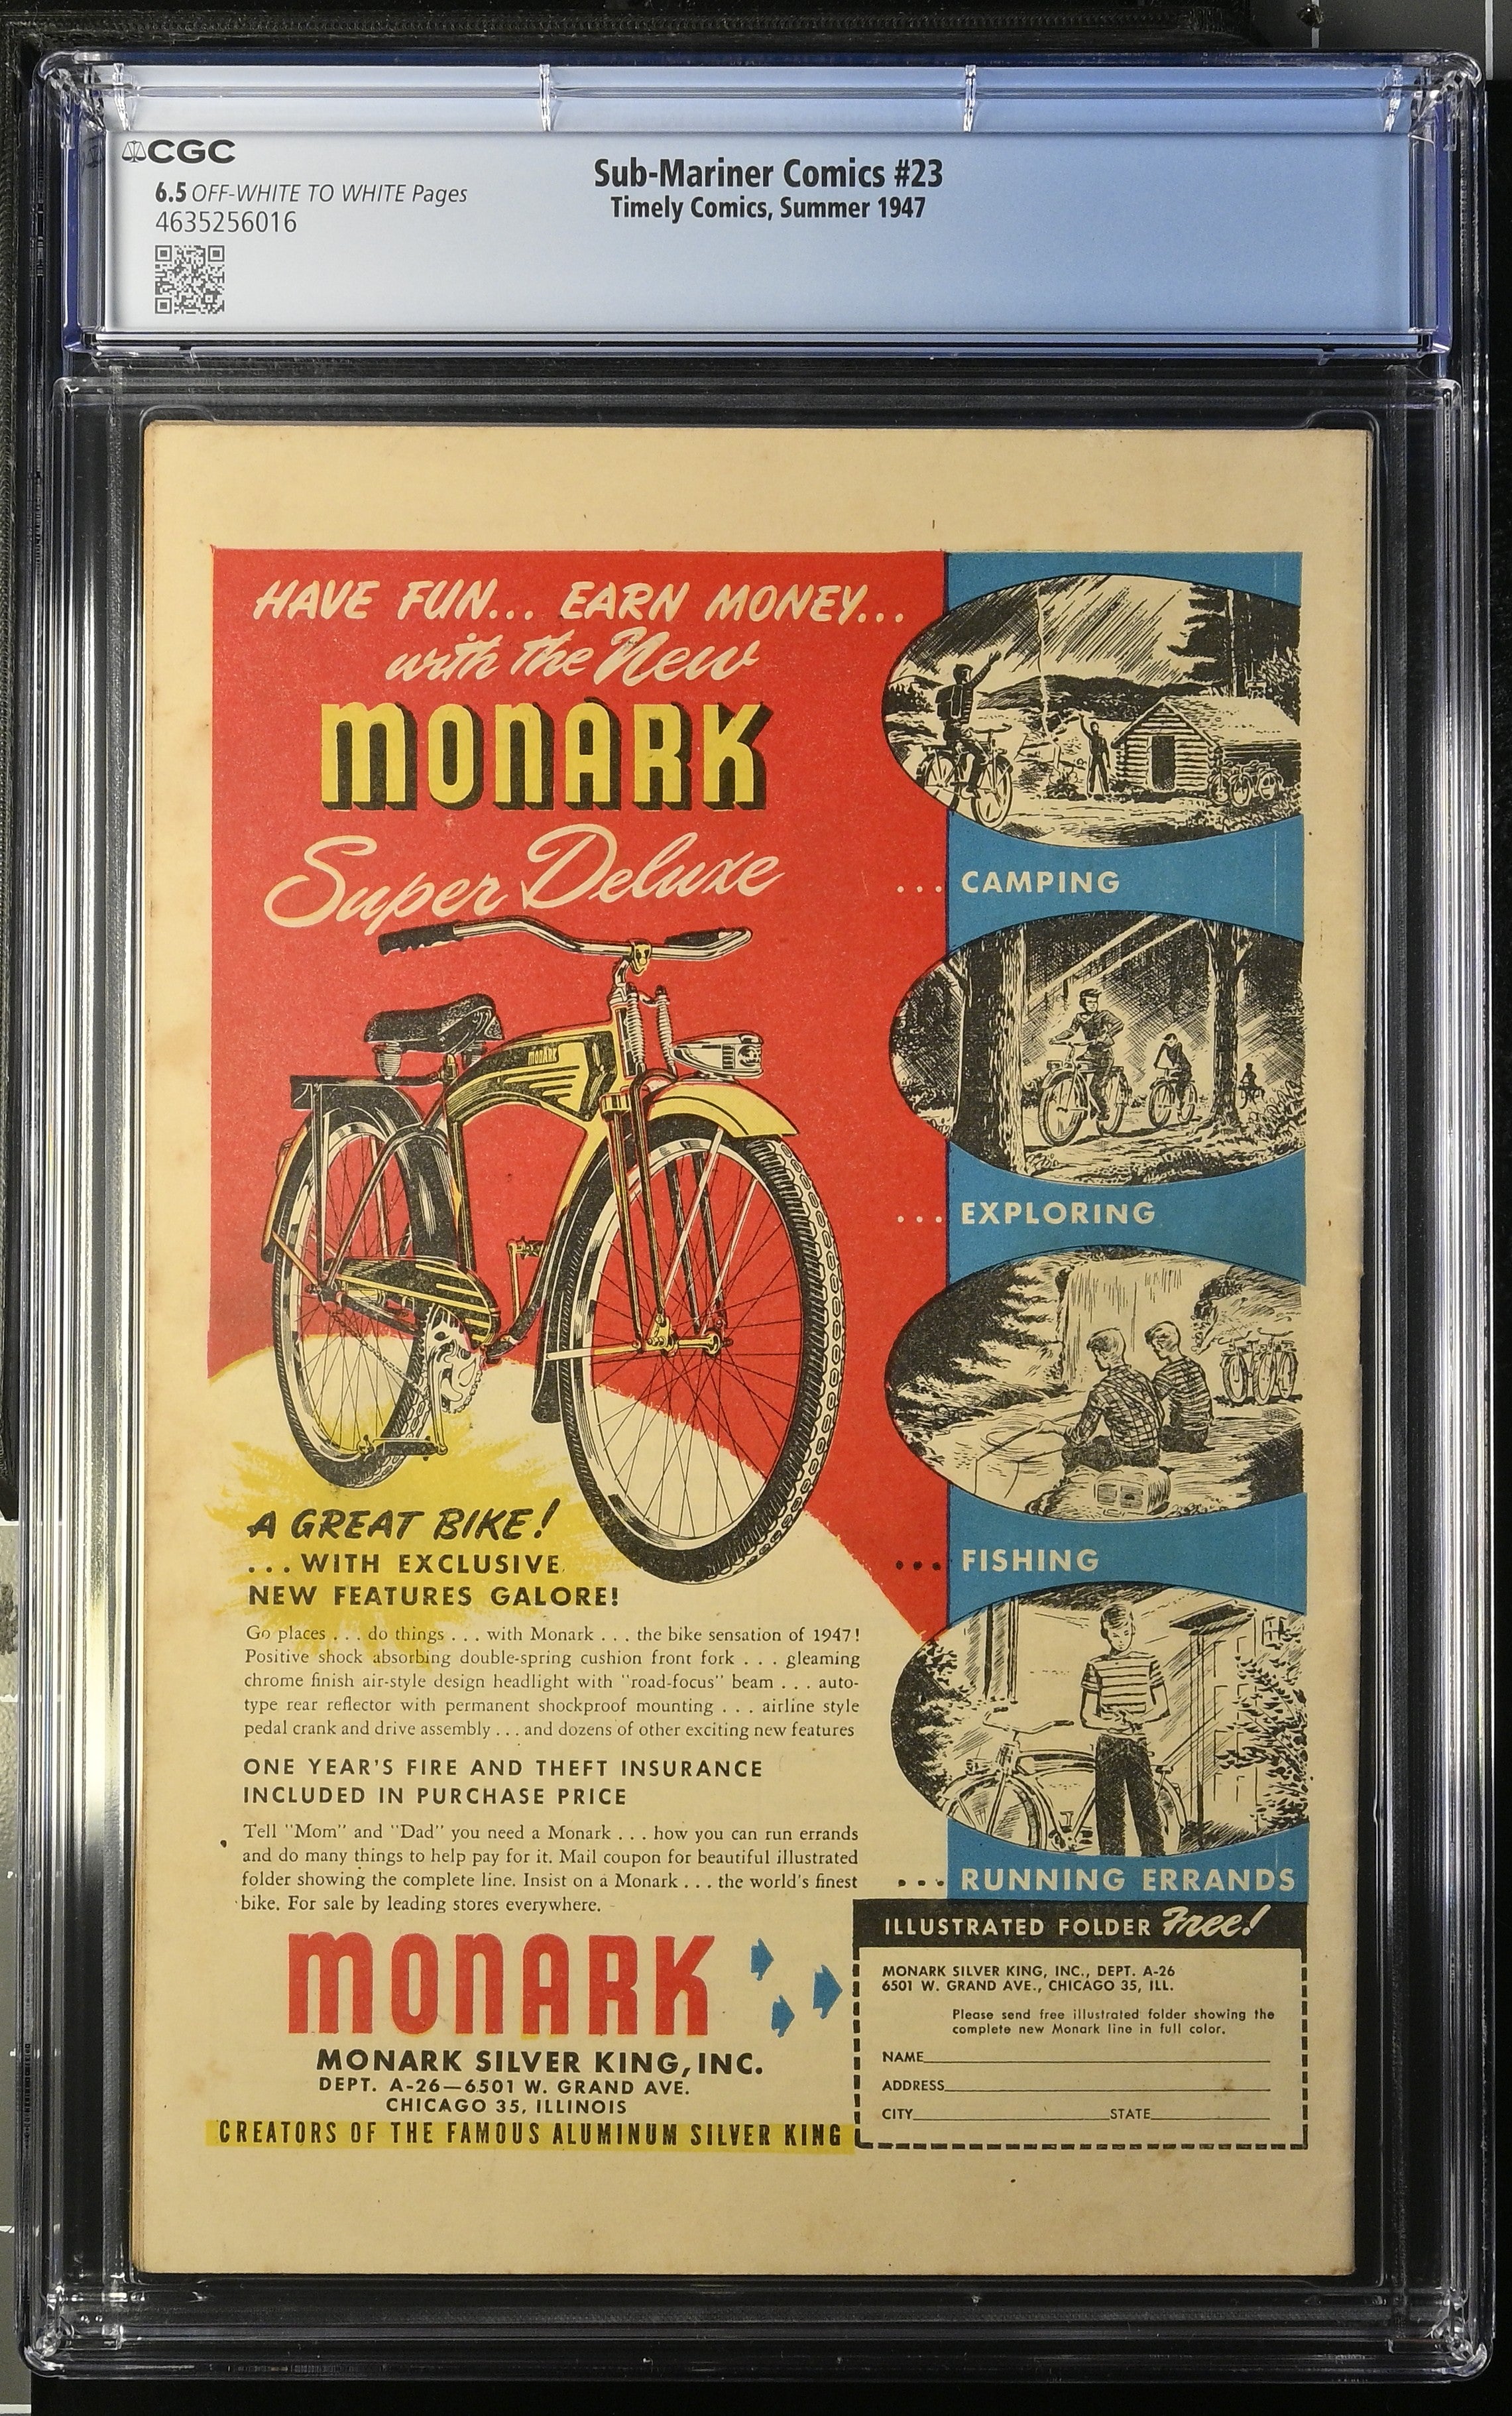 CGC
6.5 OFF-WHITE TO WHITE Pages
4635256016
Sub-Mariner Comics #23
Timely Comics, Summer 1947
HAVE FUN... EARN MONEY...
with the New
MONARK
Super Deluxe
MONARK
... CAMPING
... EXPLORING
... FISHING
... RUNNING ERRANDS
A GREAT BIKE!
...WITH EXCLUSIVE
NEW FEATURES GALORE!
Go places . . . do things . . . with Monark . . . the bike sensation of 1947!
Positive shock absorbing double-spring cushion front fork . . . gleaming
chrome finish air-style design headlight with "road-focus" beam . . . auto-
type rear reflector with permanent shockproof mounting . . . airline style
pedal crank and drive assembly . . . and dozens of other exciting new features
ONE YEAR'S FIRE AND THEFT INSURANCE
INCLUDED IN PURCHASE PRICE
Tell "Mom" and "Dad" you need a Monark . . . how you can run errands
and do many things to help pay for it. Mail coupon for beautiful illustrated
folder showing the complete line. Insist on a Monark . . . the world's finest
bike. For sale by leading stores everywhere.
MONARK
MONARK SILVER KING, INC.
DEPT. A-26—6501 W. GRAND AVE.
CHICAGO 35, ILLINOIS
CREATORS OF THE FAMOUS ALUMINUM SILVER KING
ILLUSTRATED FOLDER Free!
MONARK SILVER KING, INC., DEPT. A-26
6501 W. GRAND AVE., CHICAGO 35, ILL.
Please send free illustrated folder showing the
complete new Monark line in full color.
NAME
ADDRESS
CITY STATE